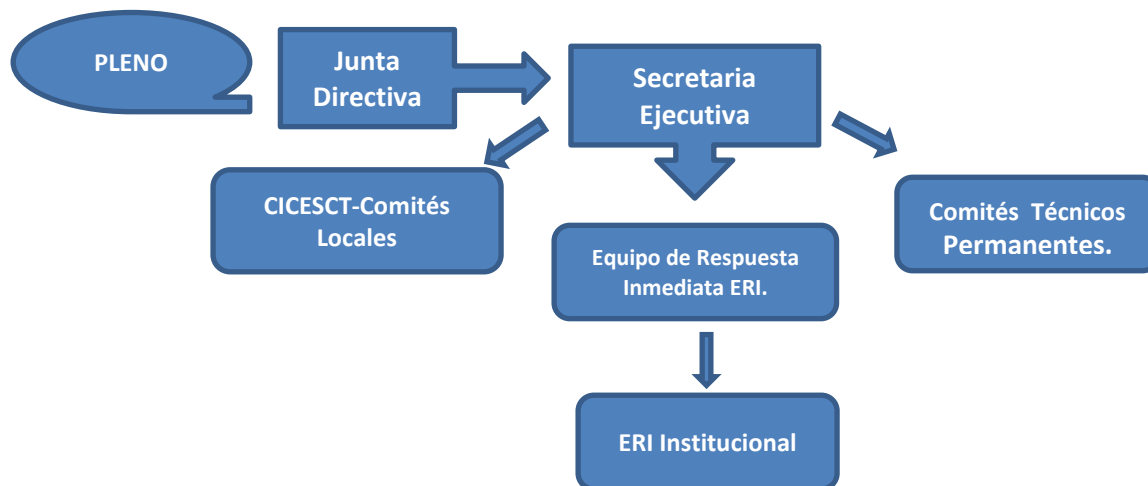 PLENO
Junta
Directiva
Secretaria
Ejecutiva
CICESCT-Comités
Locales
Comités Técnicos
Permanentes.
Equipo de Respuesta
Inmediata ERI.
ERI Institucional